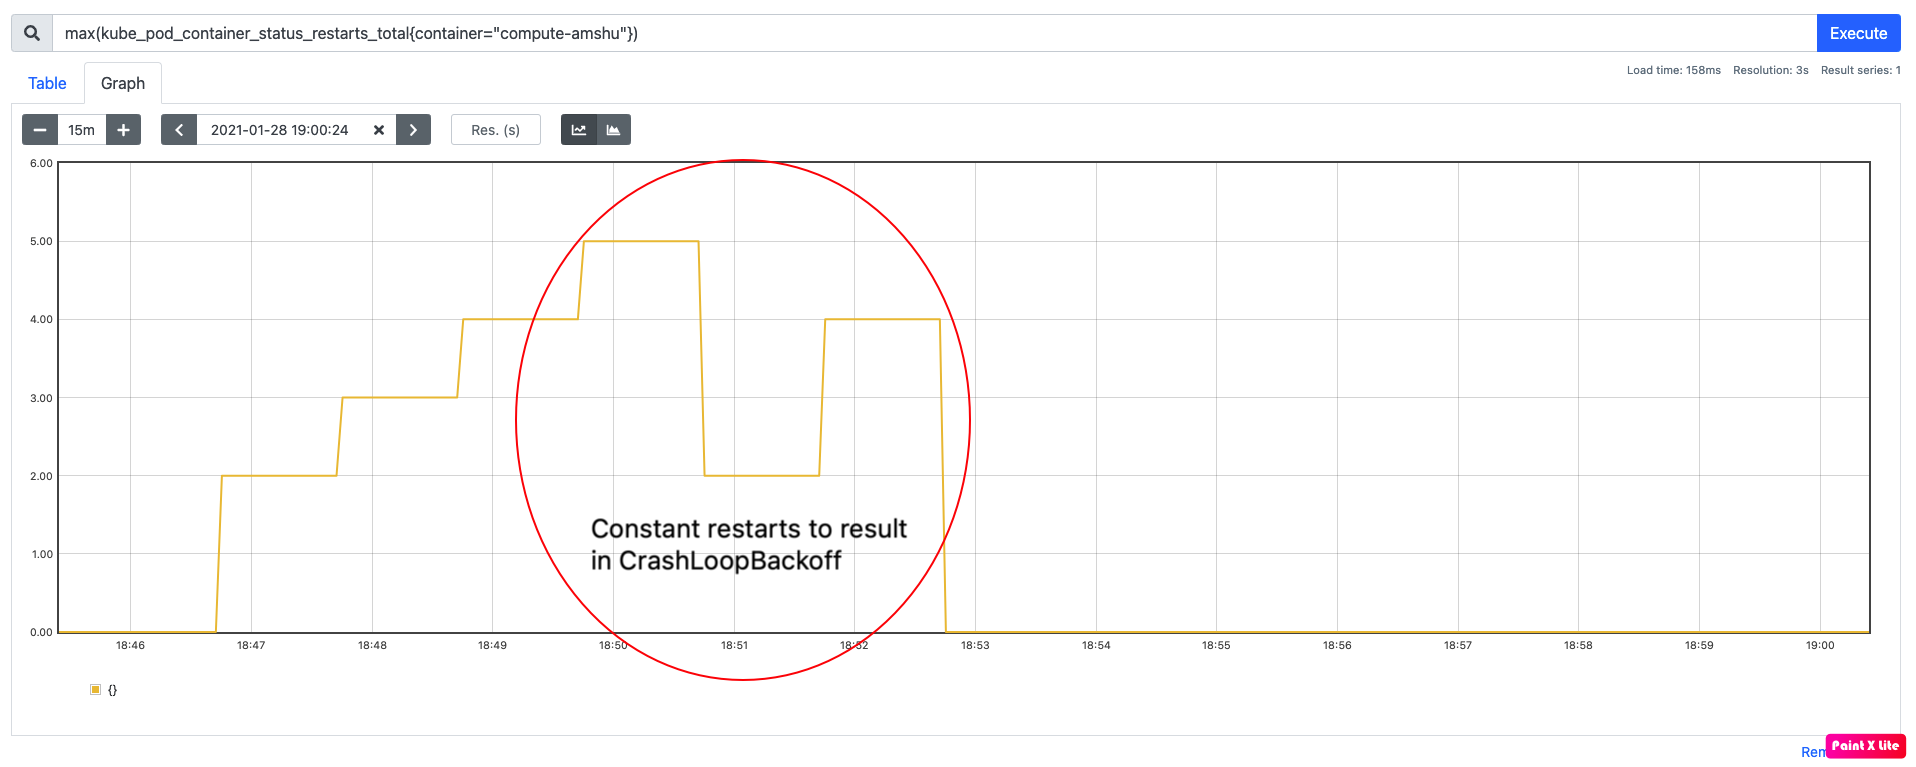 max(kube_pod_container_status_restarts_total{container="compute-amshu"})
Execute
Load time: 158ms Resolution: 3s Result series: 1
Table
Graph
15m
2021-01-28 19:00:24
Res. (s)
6.00
5.00
4.00
3.00
2.00
1.00
0.00
Constant restarts to result
in CrashLoopBackoff
18:46 18:47 18:48 18:49 18:50 18:51 18:52 18:53 18:54 18:55 18:56 18:57 18:58 18:59 19:00
{}
Paint X Lite